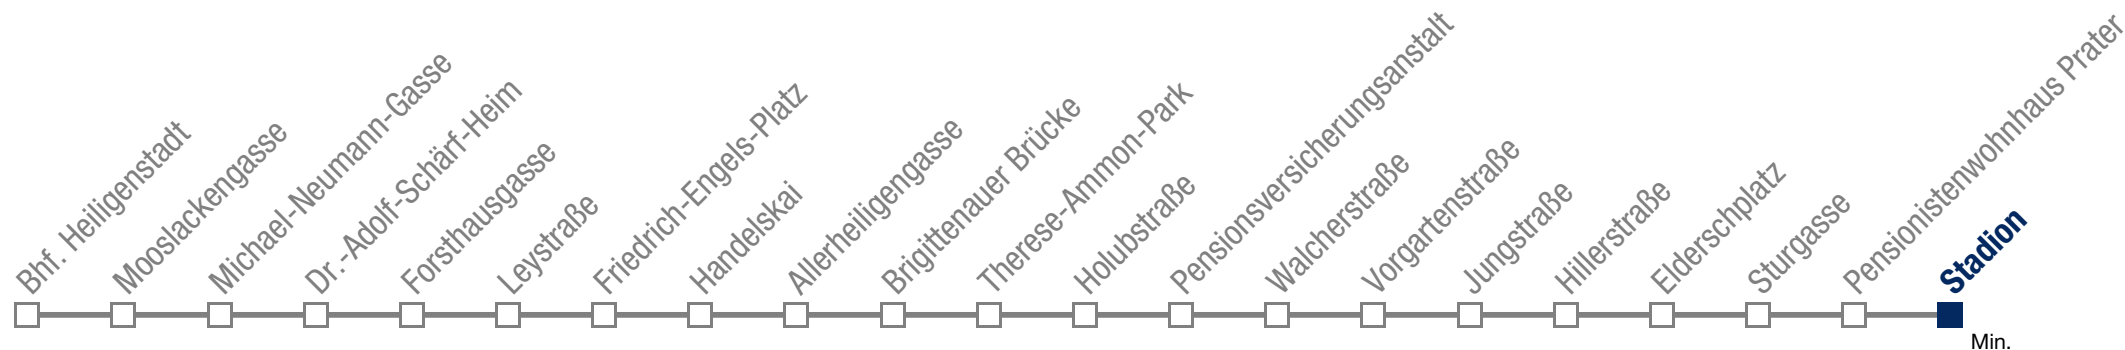 Bhf. Heiligenstadt
Mooslackengasse
Michael-Neumann-Gasse
Dr.-Adolf-Schärf-Heim
Forsthausgasse
Leystraße
Friedrich-Engels-Platz
Handelskai
Allerheiligengasse
Brigittenauer Brücke
Therese-Ammon-Park
Holubstraße
Pensionsversicherungsanstalt
Walcherstraße
Vorgartenstraße
Jungstraße
Hillerstraße
Elderschplatz
Sturgasse
Pensionistenwohnhaus Prater
Stadion
Min.